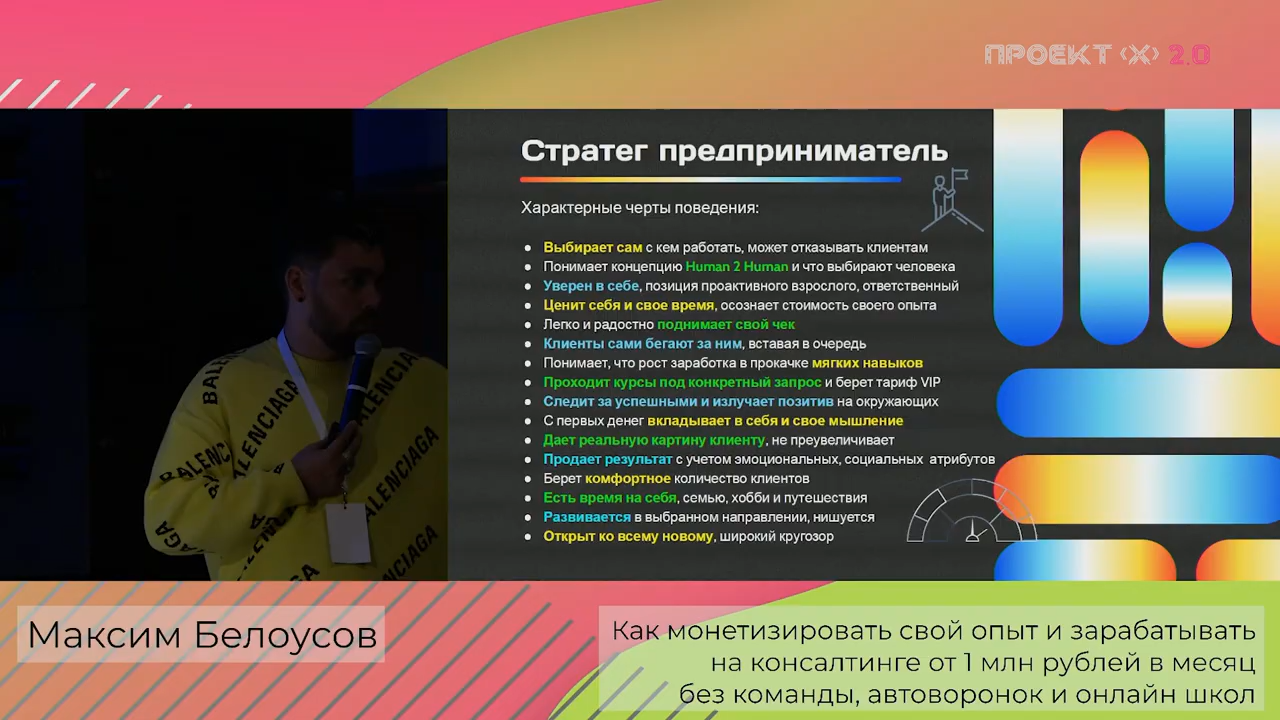 ПРОЕКТ ‹X› 2.0
Стратег предприниматель
Характерные черты поведения:
● Выбирает сам с кем работать, может отказывать клиентам
● Понимает концепцию Human 2 Human и что выбирают человека
● Уверен в себе, позиция проактивного взрослого, ответственный
● Ценит себя и свое время, осознает стоимость своего опыта
● Легко и радостно поднимает свой чек
● Клиенты сами бегают за ним, вставая в очередь
● Понимает, что рост заработка в прокачке мягких навыков
● Проходит курсы под конкретный запрос и берет тариф VIP
● Следит за успешными и излучает позитив на окружающих
● С первых денег вкладывает в себя и свое мышление
● Дает реальную картину клиенту, не преувеличивает
● Продает результат с учетом эмоциональных, социальных атрибутов
● Берет комфортное количество клиентов
● Есть время на себя, семью, хобби и путешествия
● Развивается в выбранном направлении, нишуется
● Открыт ко всему новому, широкий кругозор
BALENCIAGA
BALENCIAGA
Максим Белоусов
Как монетизировать свой опыт и зарабатывать
на консалтинге от 1 млн рублей в месяц
без команды, автоворонок и онлайн школ